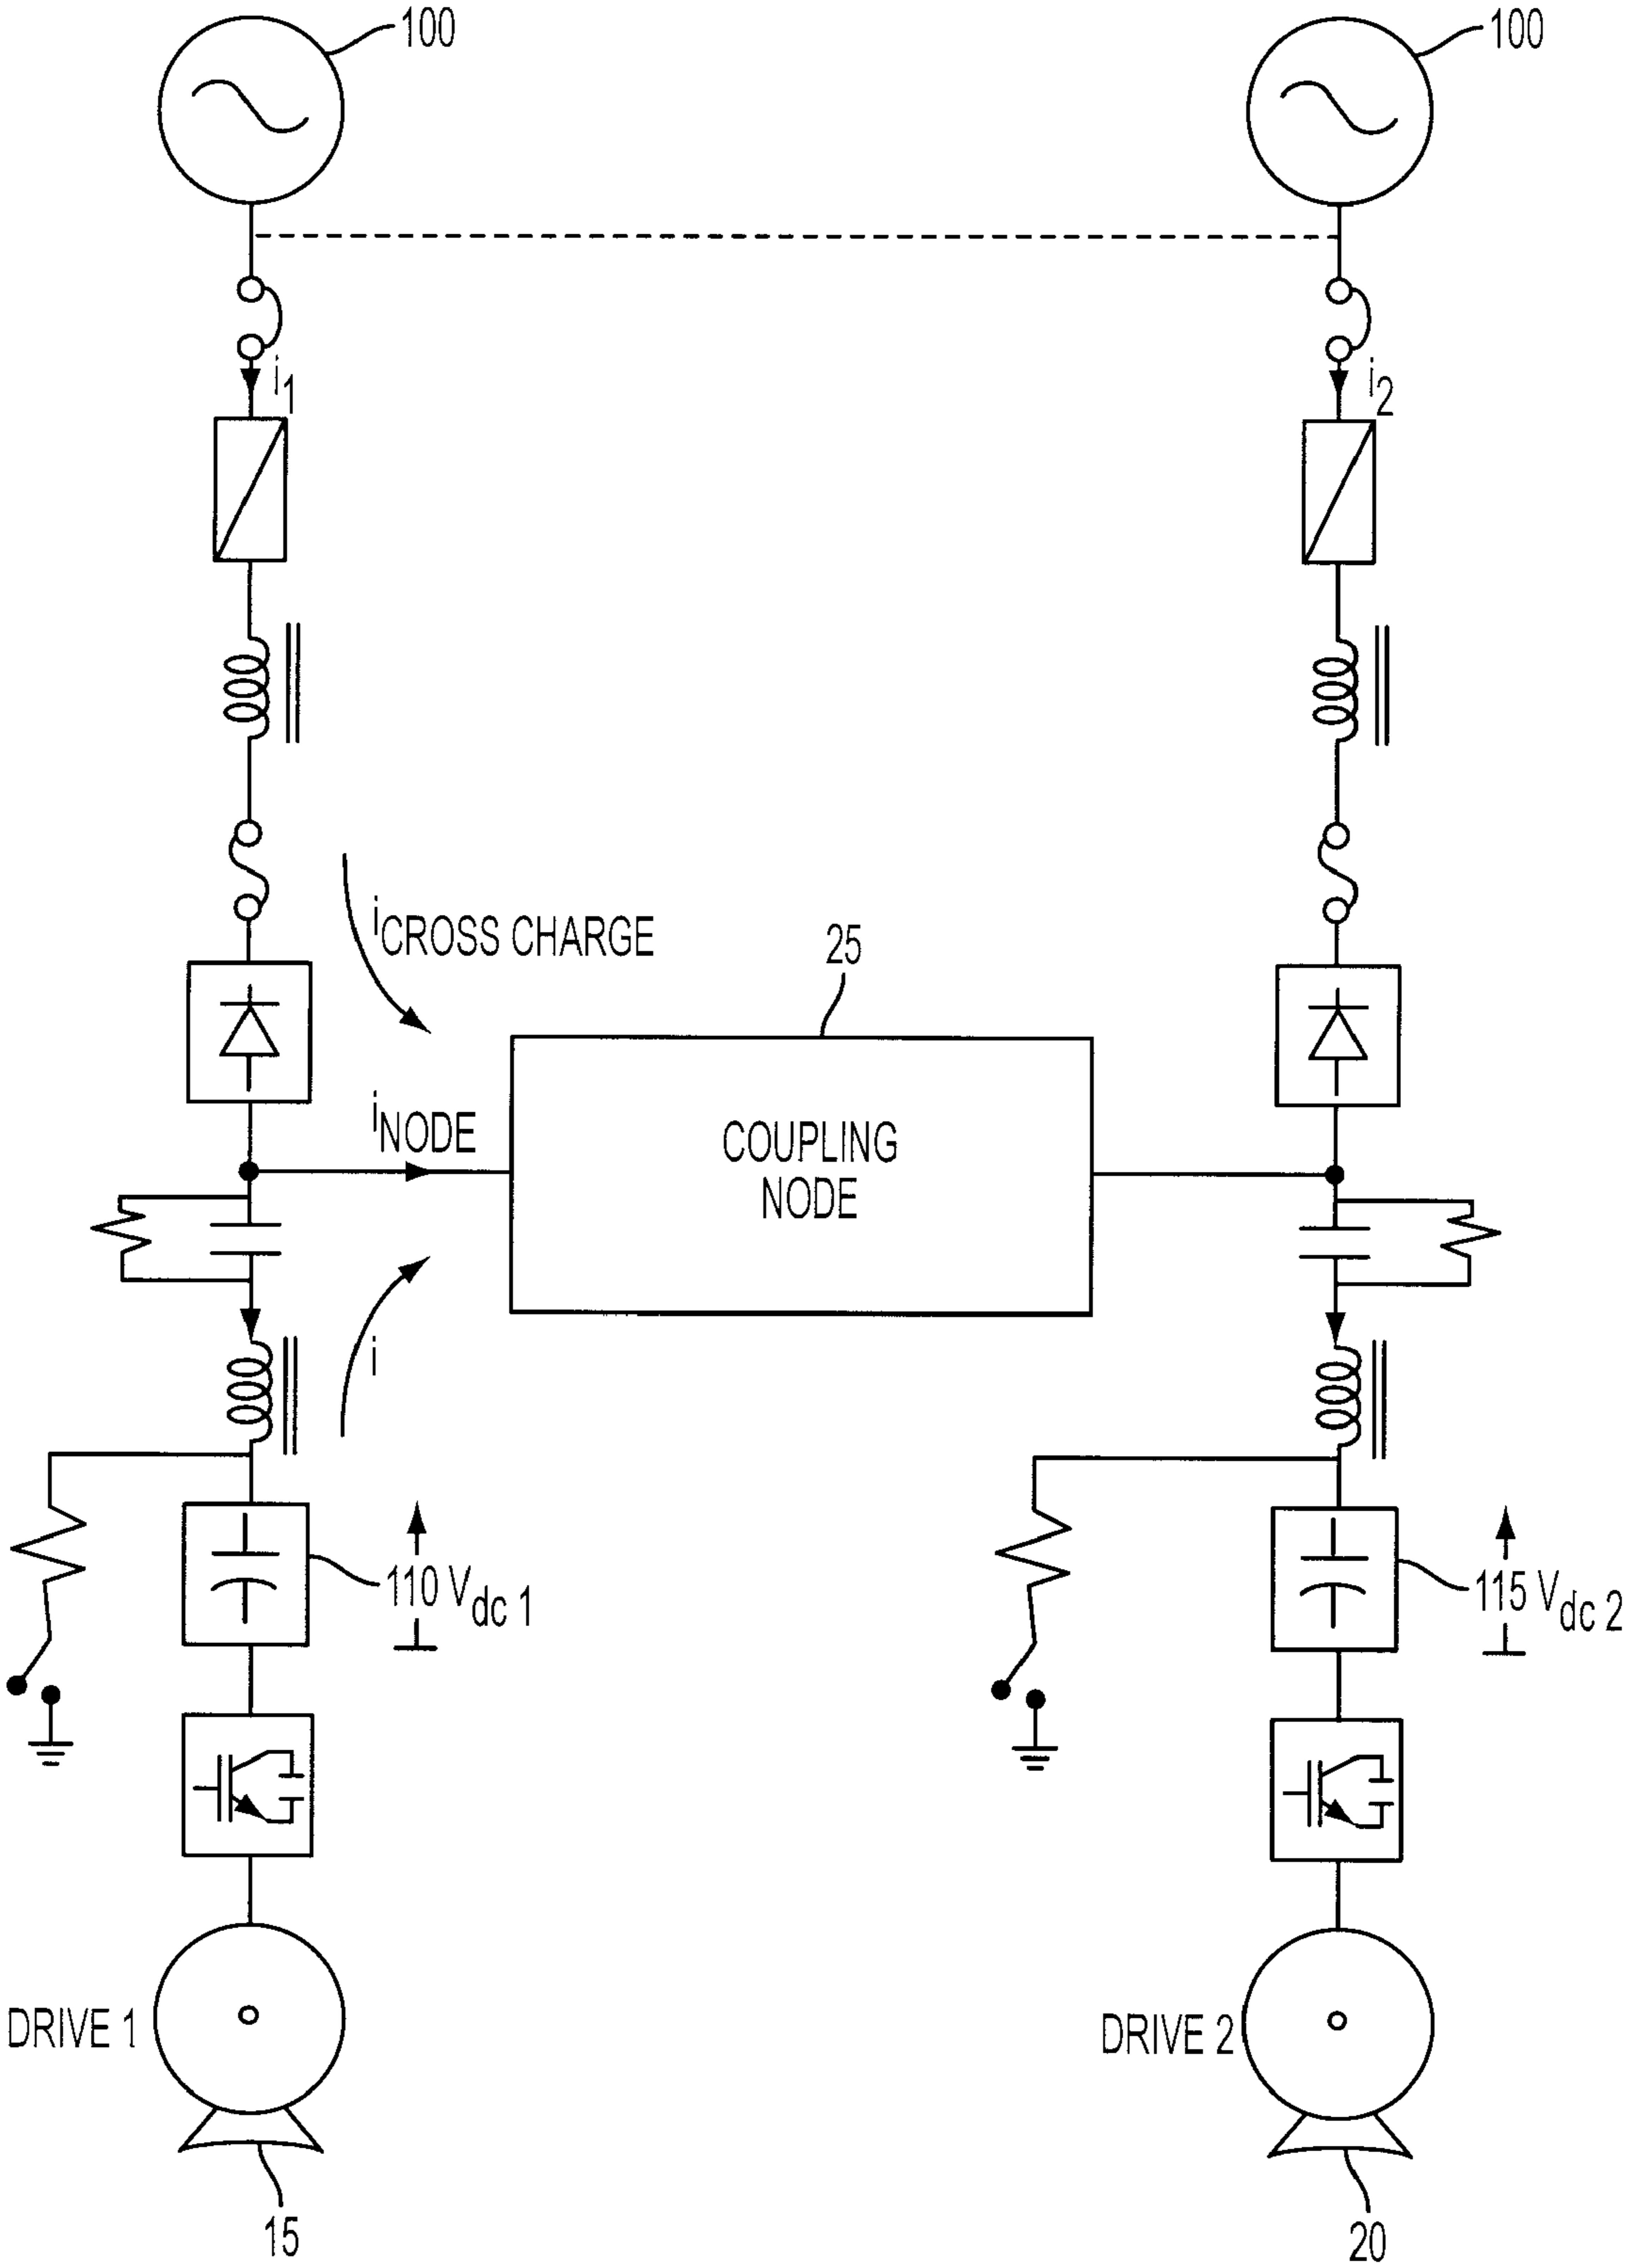 100
100
i1
i2
iCROSS CHARGE
25
iNODE
COUPLING
NODE
i
110 Vdc 1
115 Vdc 2
DRIVE 1
DRIVE 2
15
20